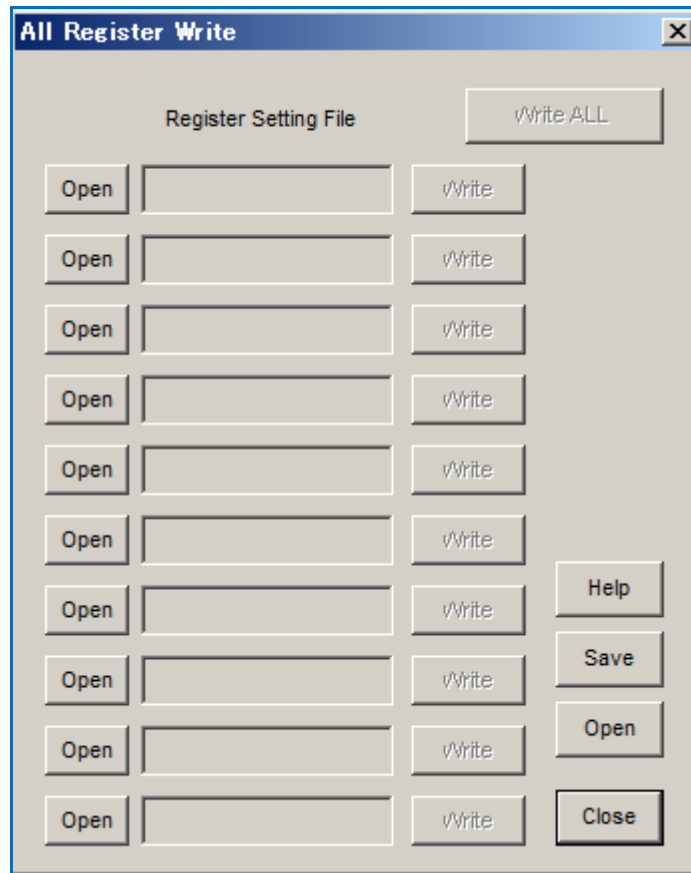 All Register Write
Register Setting File Write ALL
Open Write
Open Write
Open Write
Open Write
Open Write
Open Write
Help
Open Write
Save
Open Write
Open
Open Write
Open Write Close